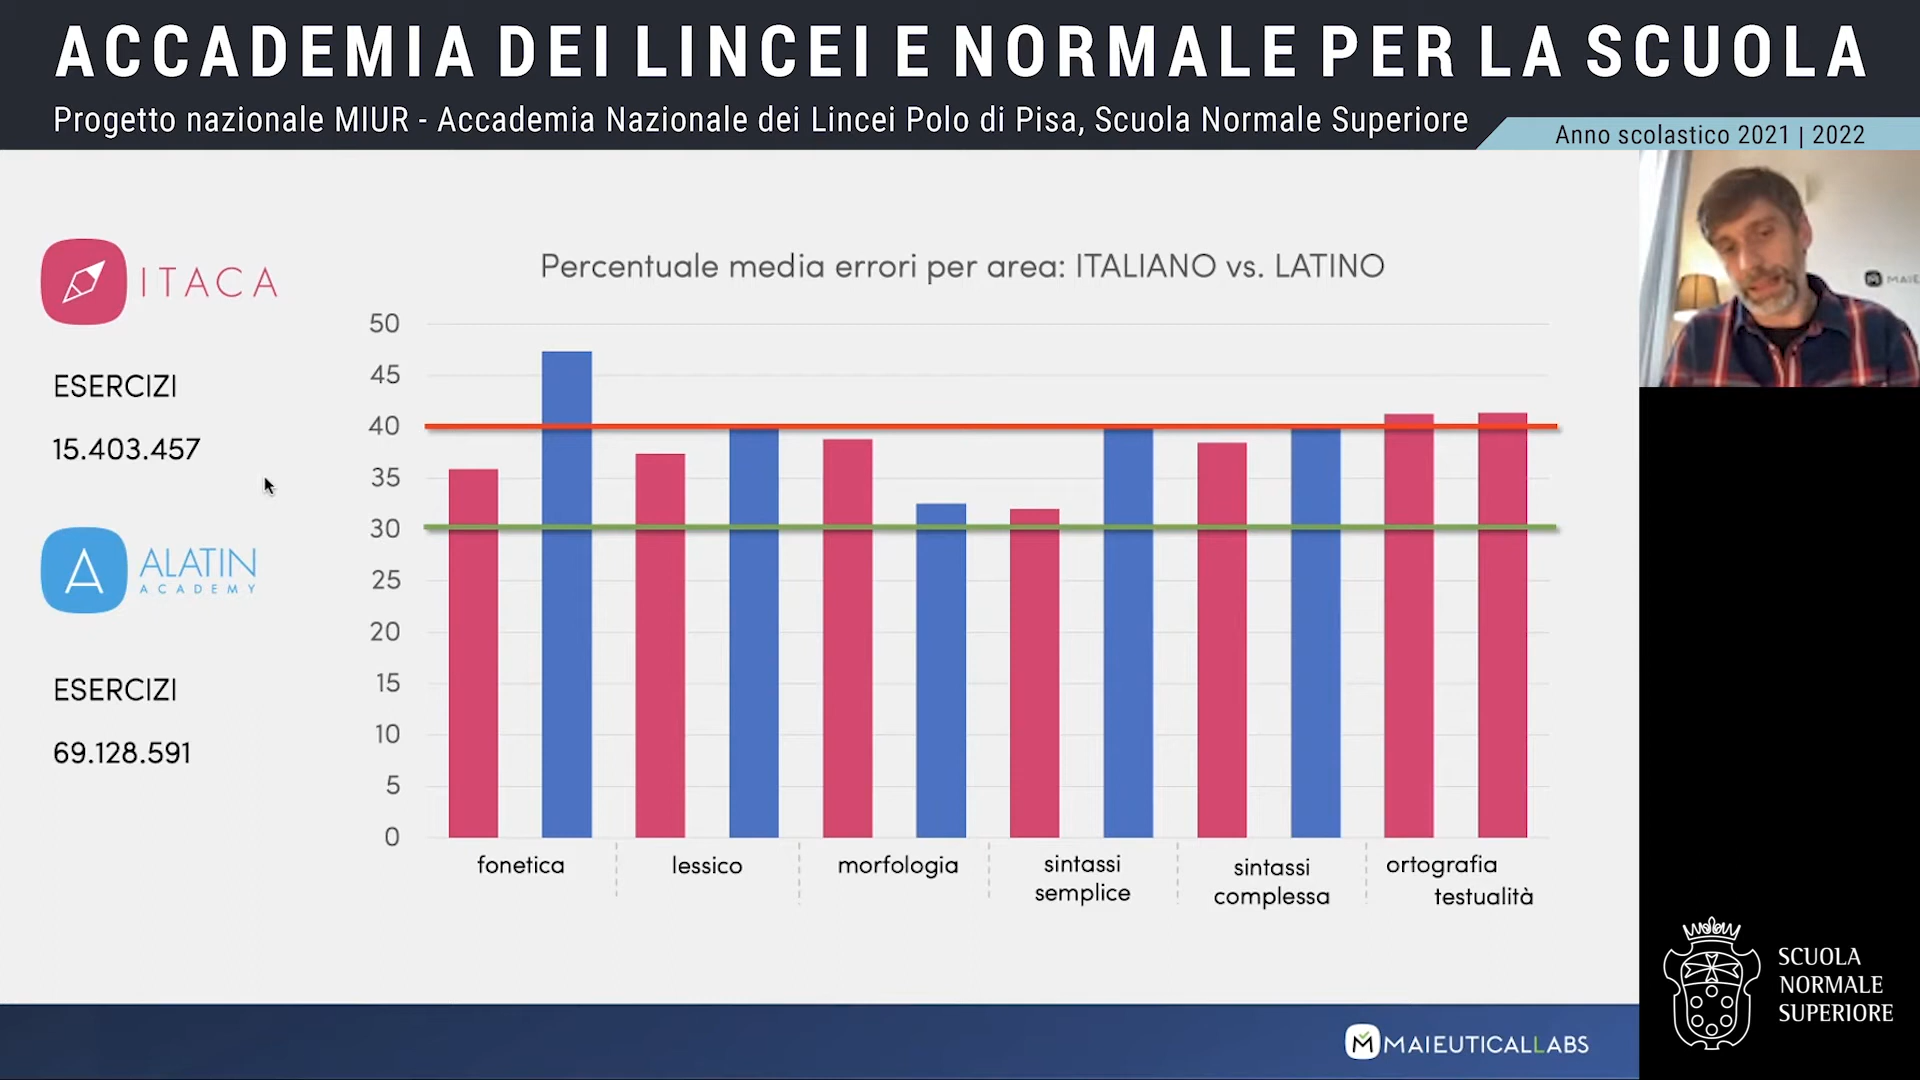 ACCADEMIA DEI LINCEI E NORMALE PER LA SCUOLA
Progetto nazionale MIUR - Accademia Nazionale dei Lincei Polo di Pisa, Scuola Normale Superiore
Anno scolastico 2021 | 2022
ITACA
ESERCIZI
15.403.457
A
ALATIN
ACADEMY
ESERCIZI
69.128.591
Percentuale media errori per area: ITALIANO vs. LATINO
50
45
40
35
30
25
20
15
10
5
0
fonetica
lessico
morfologia
sintassi
semplice
sintassi
complessa
ortografia
testualità
M MAIEUTICALLABS
SCUOLA
NORMALE
SUPERIORE